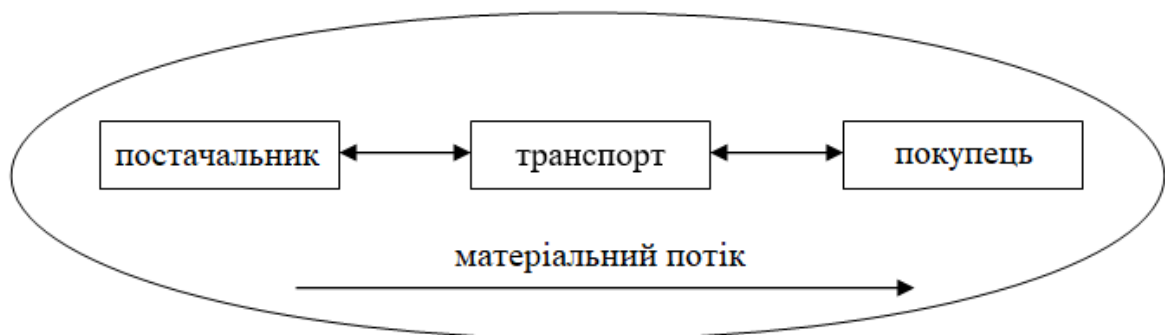 постачальник
транспорт
покупець
матеріальний потік